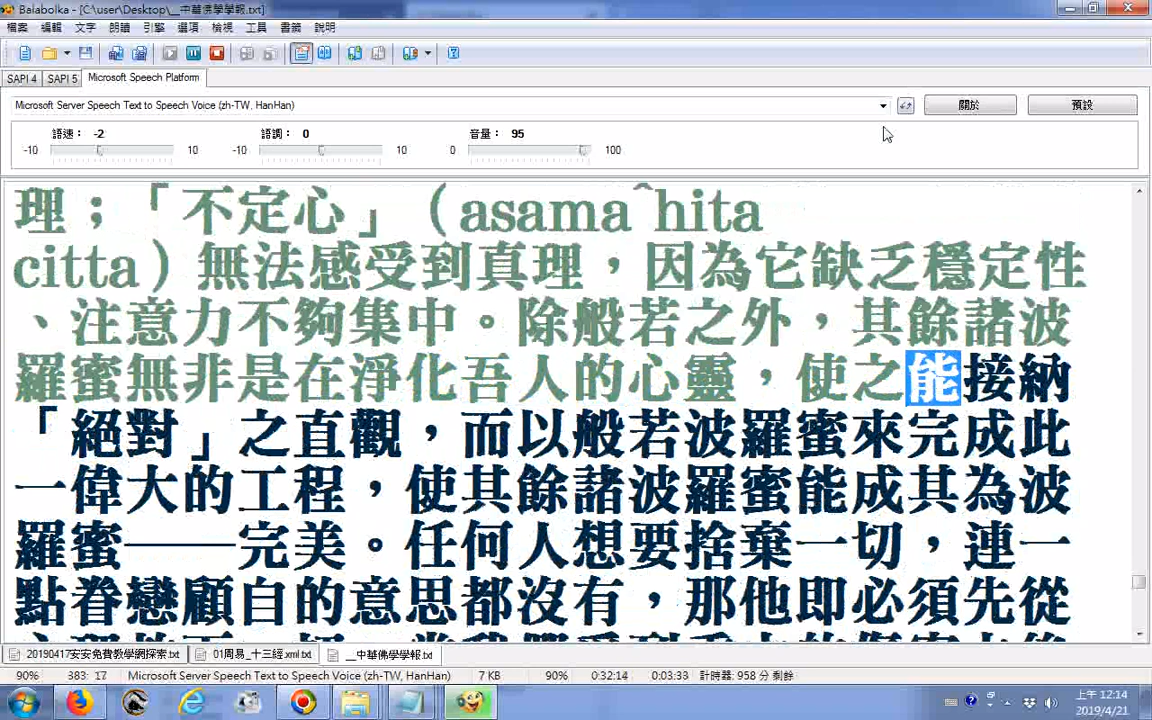 Balabolka - [C:\user\Desktop\__中華佛學學報.txt]
檔案 編輯 文字 朗讀 引擎 選項 檢視 工具 書籤 說明
SAPI 4 SAPI 5 Microsoft Speech Platform
Microsoft Server Speech Text to Speech Voice (zh-TW, HanHan) 關於 預設
語速： -2 語調： 0 音量： 95
-10 10 -10 10 0 100
理；「不定心」（asamaˆhita
citta）無法感受到真理，因為它缺乏穩定性
、注意力不夠集中。除般若之外，其餘諸波
羅蜜無非是在淨化吾人的心靈，使之能接納
「絕對」之直觀，而以般若波羅蜜來完成此
一偉大的工程，使其餘諸波羅蜜能成其為波
羅蜜——完美。任何人想要捨棄一切，連一
點眷戀顧自的意思都沒有，那他即必須先從
20190417安安免費教學網探索.txt 01周易_十三經.xml.txt __中華佛學學報.txt
90% 383: 17 Microsoft Server Speech Text to Speech Voice (zh-TW, HanHan) 7 KB 90% 0:32:14 0:03:33 計時器: 958 分 剩餘
上午 12:14
2019/4/21